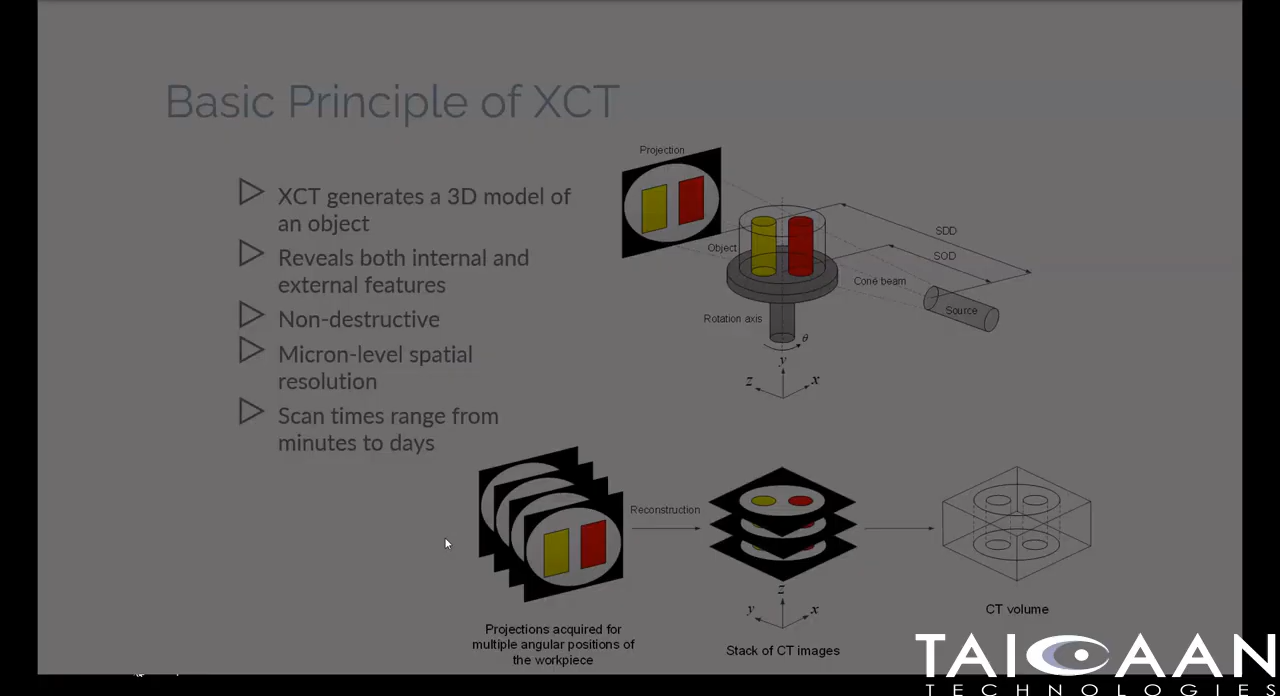 Basic Principle of XCT
XCT generates a 3D model of
an object
Reveals both internal and
external features
Non-destructive
Micron-level spatial
resolution
Scan times range from
minutes to days
Projection
Object
SDD
SOD
Cone beam
Source
Rotation axis
θ
y
z
x
Reconstruction
Projections acquired for
multiple angular positions of
the workpiece
z
y
x
Stack of CT images
CT volume
TAICAAN
TECHNOLOGIES